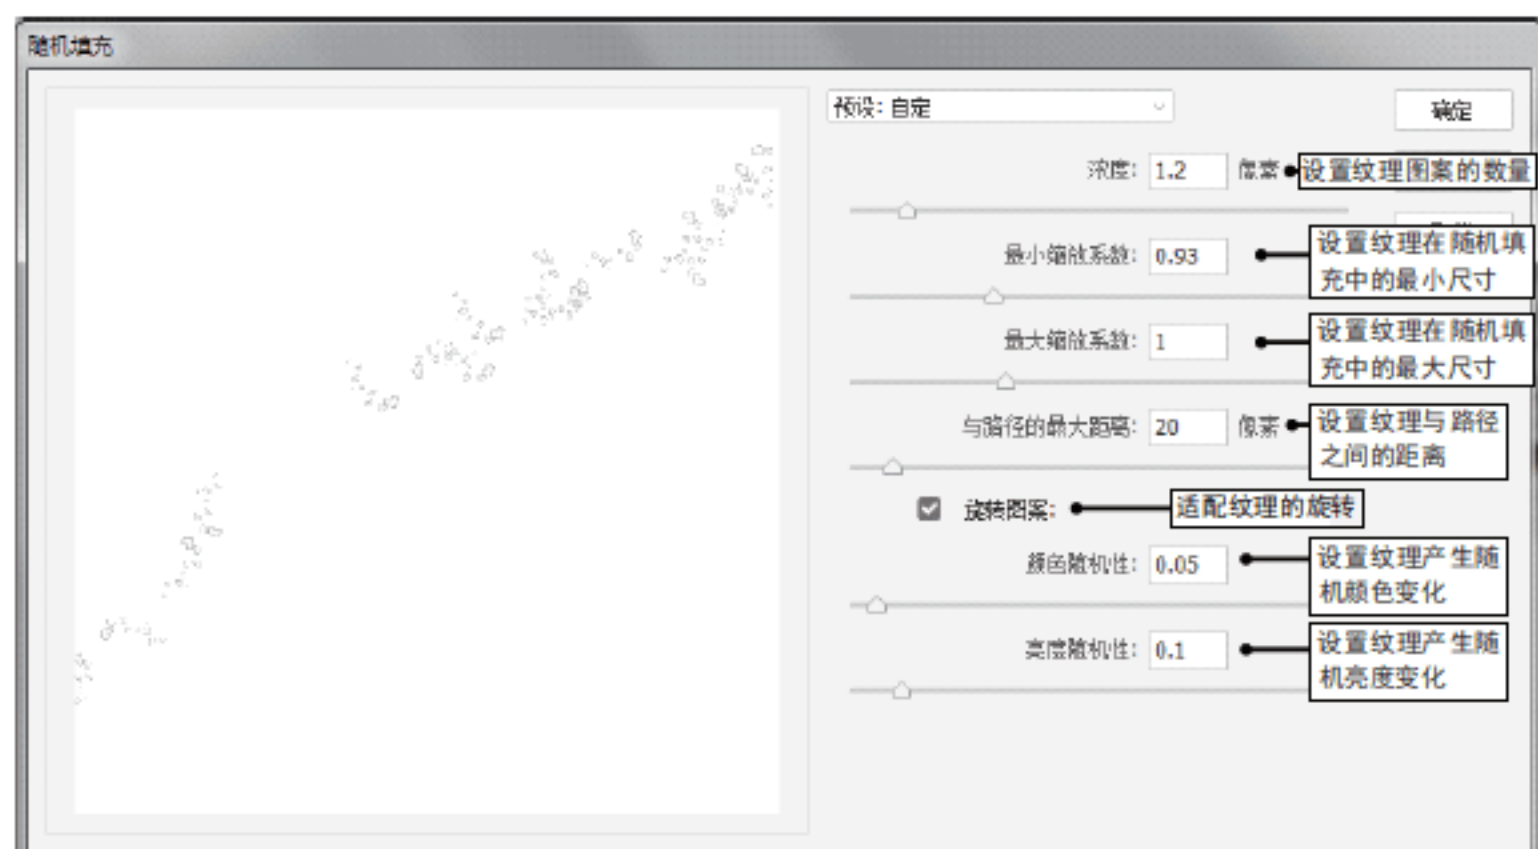 随机填充
预设: 自定
确定
浓度: 1.2 像素
设置纹理图案的数量
最小缩放系数: 0.93
设置纹理在随机填
充中的最小尺寸
最大缩放系数: 1
设置纹理在随机填
充中的最大尺寸
与路径的最大距离: 20 像素
设置纹理与路径
之间的距离
旋转图案:
适配纹理的旋转
颜色随机性: 0.05
设置纹理产生随
机颜色变化
亮度随机性: 0.1
设置纹理产生随
机亮度变化